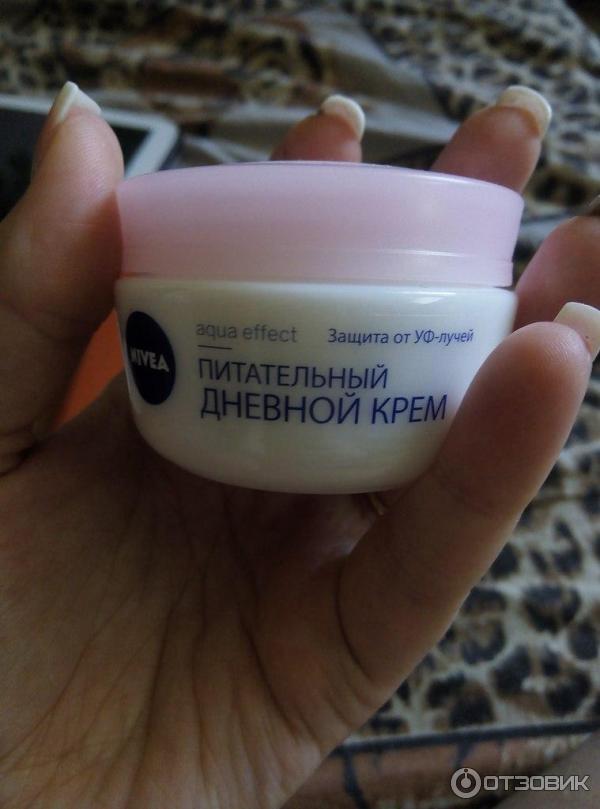 NIVEA
aqua effect Защита от УФ-лучей
ПИТАТЕЛЬНЫЙ
ДНЕВНОЙ КРЕМ
ОТЗОВИК